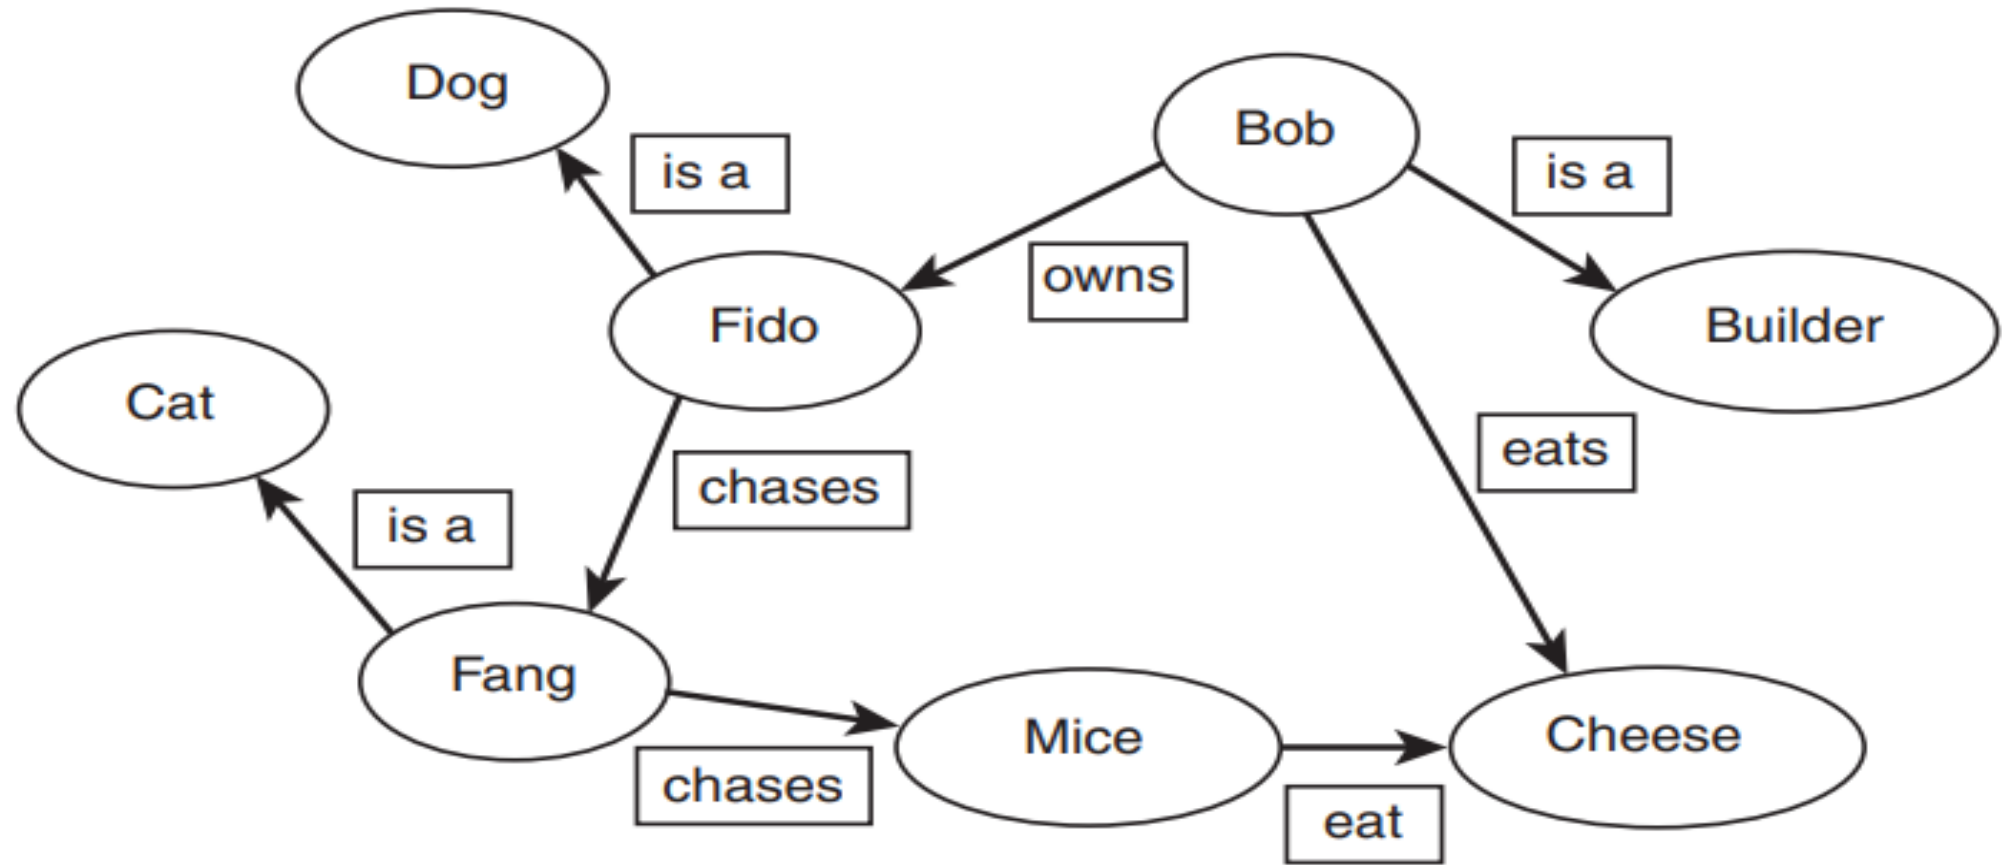 Dog
Bob
is a
is a
owns
Fido
Builder
Cat
eats
chases
is a
Fang
Mice
Cheese
chases
eat